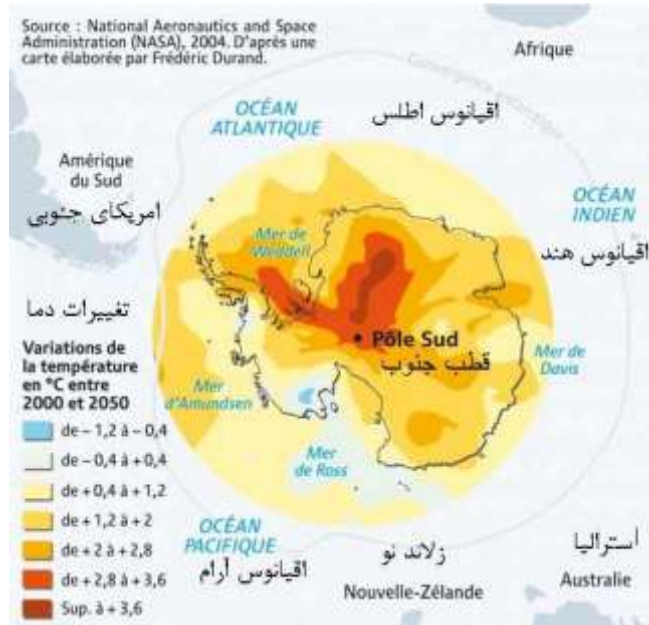 Source : National Aeronautics and Space
Administration (NASA), 2004. D'après une
carte élaborée par Frédéric Durand.
Afrique
Convergence antarctique
OCÉAN
ATLANTIQUE
اقیانوس اطلس
Amérique
du Sud
امریکای جنوبی
OCÉAN
INDIEN
اقیانوس هند
Mer de
Weddell
تغییرات دما
Pôle Sud
قطب جنوب
Mer de
Davis
Variations de
la température
en °C entre
2000 et 2050
Mer
d'Amundsen
Mer
de Ross
de – 1,2 à – 0,4
de – 0,4 à + 0,4
de + 0,4 à + 1,2
de + 1,2 à + 2
de + 2 à + 2,8
de + 2,8 à + 3,6
Sup. à + 3,6
OCÉAN
PACIFIQUE
اقیانوس آرام
زلاند نو
Nouvelle-Zélande
أسترالیا
Australie